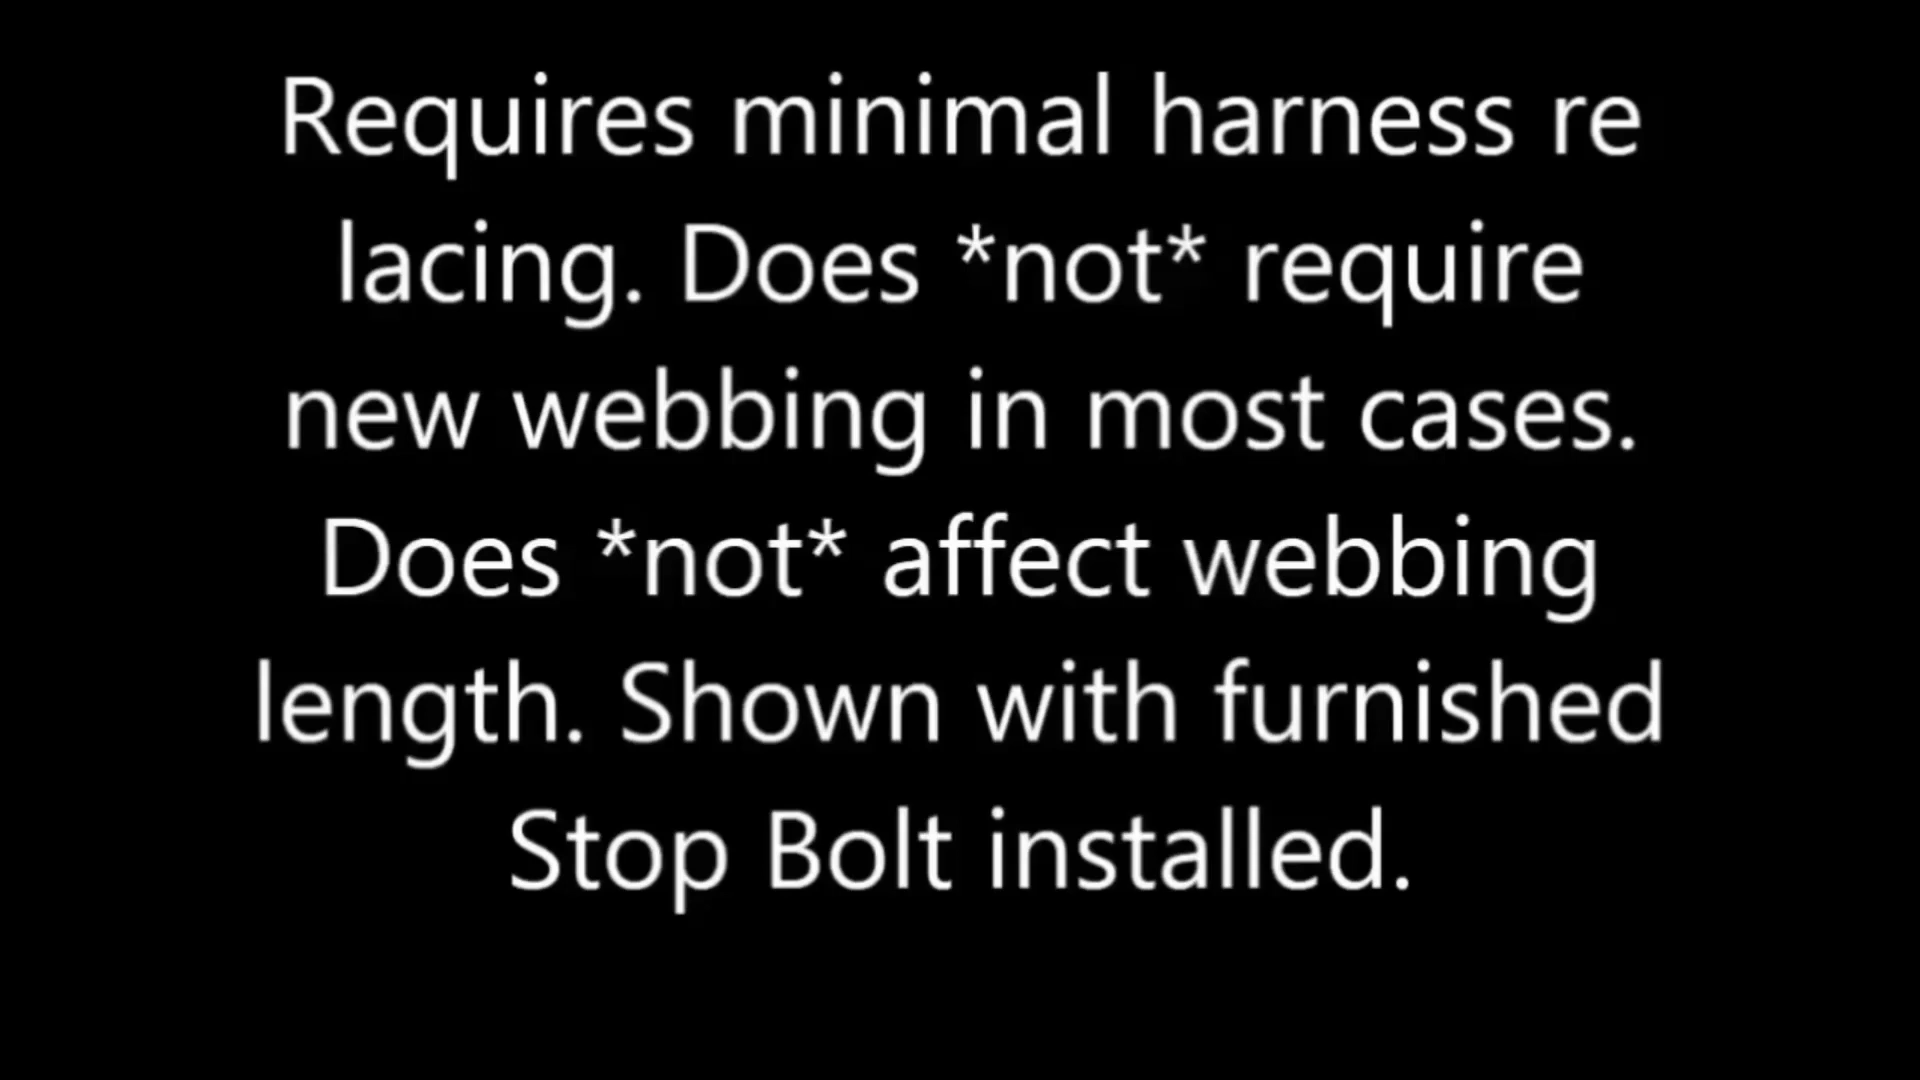 Requires minimal harness re
lacing. Does *not* require
new webbing in most cases.
Does *not* affect webbing
length. Shown with furnished
Stop Bolt installed.